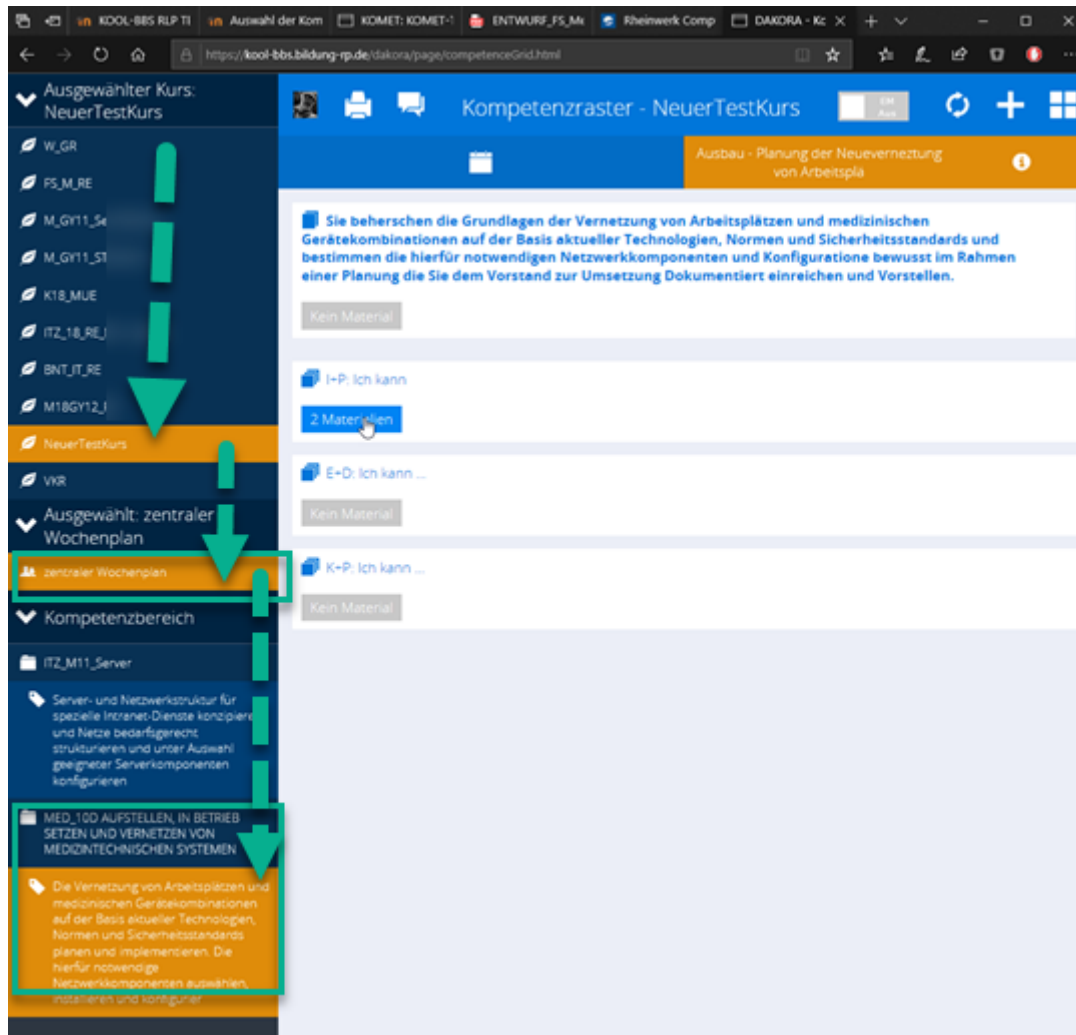 KOOL-BBS RLP TI
Auswahl der Kom
KOMET: KOMET-
ENTWURF_FS_Me
Rheinwerk Comp
DAKORA - Kc
https://kool-bbs.bildung-rp.de/dakora/page/competenceGrid.html
Ausgewählter Kurs:
NeuerTestKurs
W_GR
FS_M_RE
M_GY11_Se
M_GY11_ST
K18_MUE
ITZ_18_RE_
BNT_IT_RE
M18GY12_
NeuerTestKurs
VKR
Ausgewählt: zentraler
Wochenplan
zentraler Wochenplan
Kompetenzbereich
ITZ_M11_Server
Server- und Netzwerkstruktur für
spezielle Intranet-Dienste konzipiere
und Netze bedarfsgerecht
strukturieren und unter Auswahl
geeigneter Serverkomponenten
konfigurieren
MED_10D AUFSTELLEN, IN BETRIEB
SETZEN UND VERNETZEN VON
MEDIZINTECHNISCHEN SYSTEMEN
Die Vernetzung von Arbeitsplätzen und
medizinischen Gerätekombinationen
auf der Basis aktueller Technologien,
Normen und Sicherheitsstandards
planen und implementieren. Die
hierfür notwendige
Netzwerkkomponenten auswählen,
installieren und konfigurier
Kompetenzraster - NeuerTestKurs
EM
Aus
Ausbau - Planung der Neueverneztung
von Arbeitsplä
Sie beherschen die Grundlagen der Vernetzung von Arbeitsplätzen und medizinischen
Gerätekombinationen auf der Basis aktueller Technologien, Normen und Sicherheitsstandards und
bestimmen die hierfür notwendigen Netzwerkkomponenten und Konfiguratione bewusst im Rahmen
einer Planung die Sie dem Vorstand zur Umsetzung Dokumentiert einreichen und Vorstellen.
Kein Material
I+P: Ich kann
2 Materialien
E+D: Ich kann ...
Kein Material
K+P: Ich kann ...
Kein Material